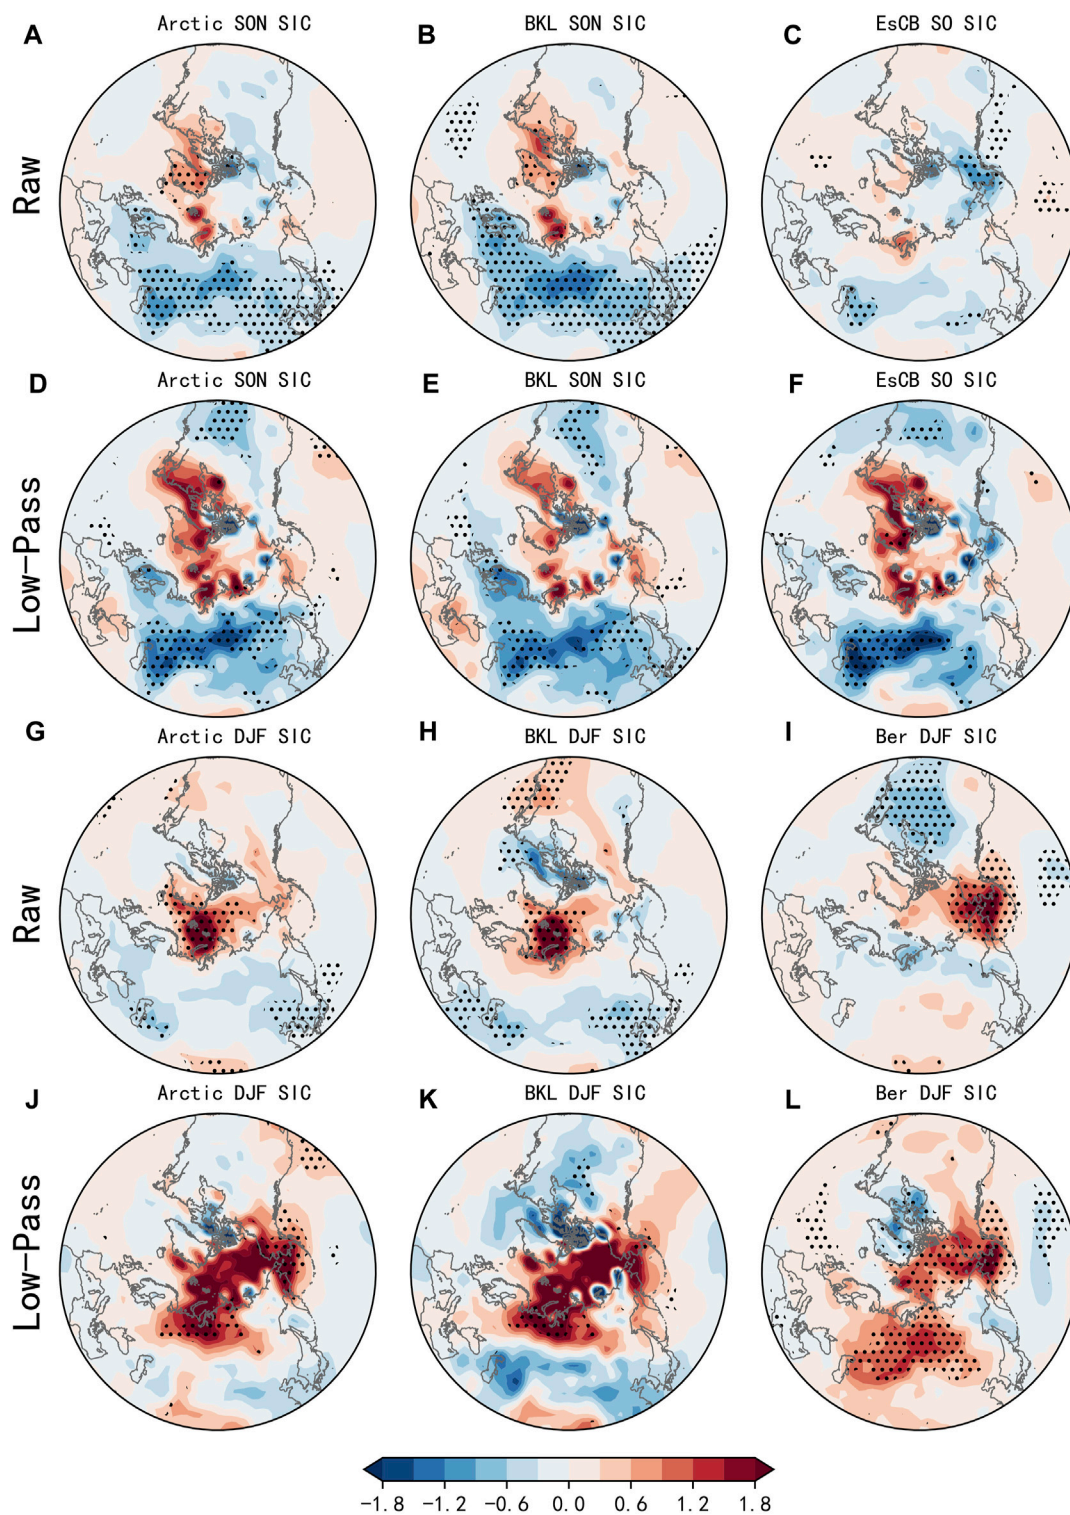 A Arctic SON SIC B BKL SON SIC C EsCB SO SIC
Raw
D Arctic SON SIC E BKL SON SIC F EsCB SO SIC
Low-Pass
G Arctic DJF SIC H BKL DJF SIC I Ber DJF SIC
Raw
J Arctic DJF SIC K BKL DJF SIC L Ber DJF SIC
Low-Pass
-1.8 -1.2 -0.6 0.0 0.6 1.2 1.8